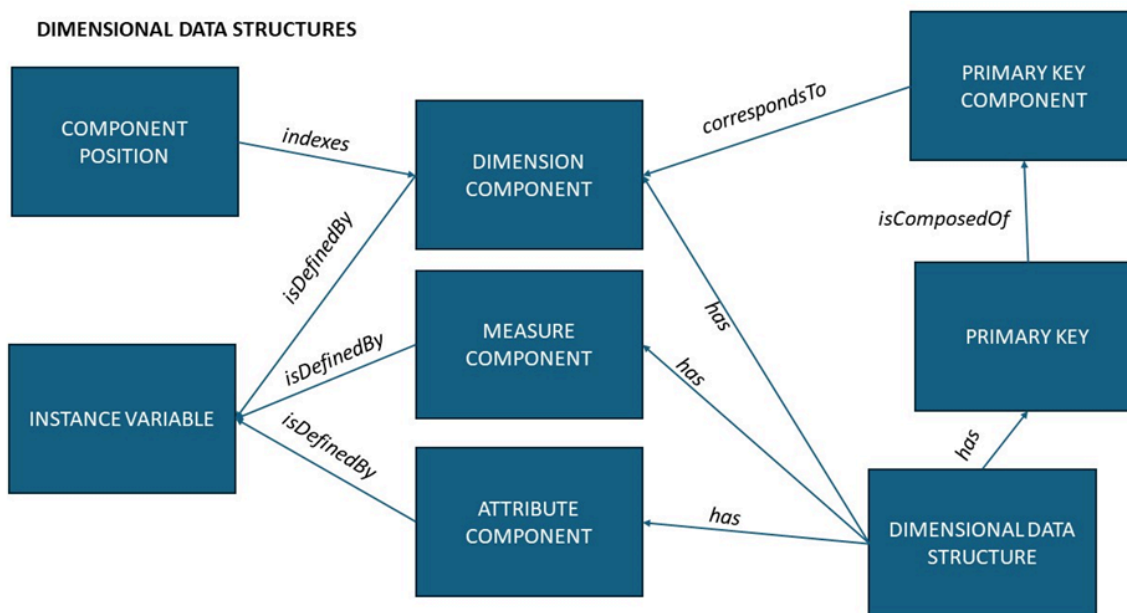 DIMENSIONAL DATA STRUCTURES
COMPONENT
POSITION
indexes
DIMENSION
COMPONENT
correspondsTo
PRIMARY KEY
COMPONENT
isComposedOf
isDefinedBy
has
MEASURE
COMPONENT
PRIMARY KEY
isDefinedBy
has
INSTANCE VARIABLE
isDefinedBy
has
ATTRIBUTE
COMPONENT
has
DIMENSIONAL DATA
STRUCTURE